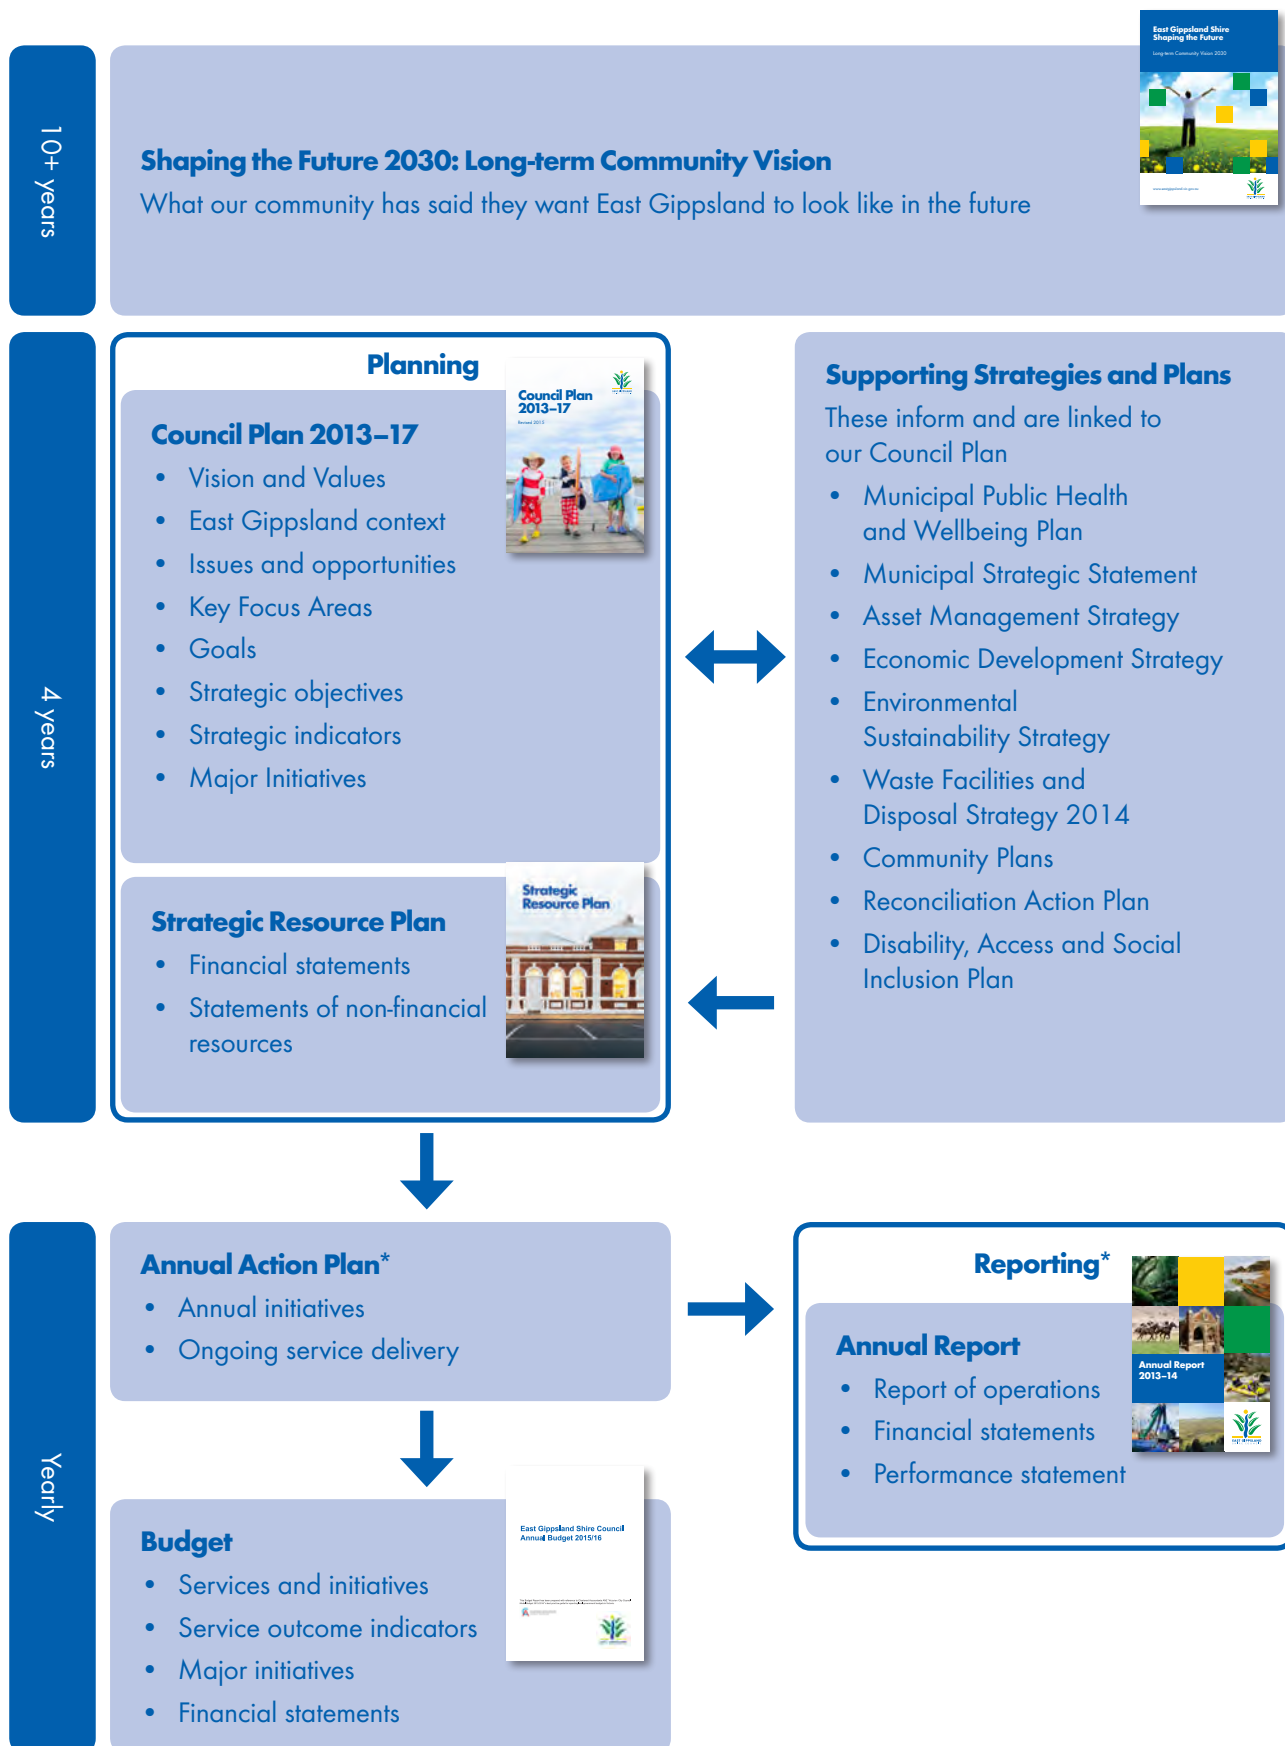 East Gippsland Shire
Shaping the Future
Long-term Community Vision 2030
10+ years
Shaping the Future 2030: Long-term Community Vision
What our community has said they want East Gippsland to look like in the future
4 years
Planning
Council Plan
2013–17
Council Plan 2013–17
• Vision and Values
• East Gippsland context
• Issues and opportunities
• Key Focus Areas
• Goals
• Strategic objectives
• Strategic indicators
• Major Initiatives
Strategic
Resource Plan
Strategic Resource Plan
• Financial statements
• Statements of non-financial
resources
Supporting Strategies and Plans
These inform and are linked to
our Council Plan
• Municipal Public Health
and Wellbeing Plan
• Municipal Strategic Statement
• Asset Management Strategy
• Economic Development Strategy
• Environmental
Sustainability Strategy
• Waste Facilities and
Disposal Strategy 2014
• Community Plans
• Reconciliation Action Plan
• Disability, Access and Social
Inclusion Plan
Yearly
Annual Action Plan*
• Annual initiatives
• Ongoing service delivery
Reporting*
Annual Report
• Report of operations
• Financial statements
• Performance statement
Annual Report
2013–14
EAST GIPPSLAND
Budget
• Services and initiatives
• Service outcome indicators
• Major initiatives
• Financial statements
East Gippsland Shire Council
Annual Budget 2015/16